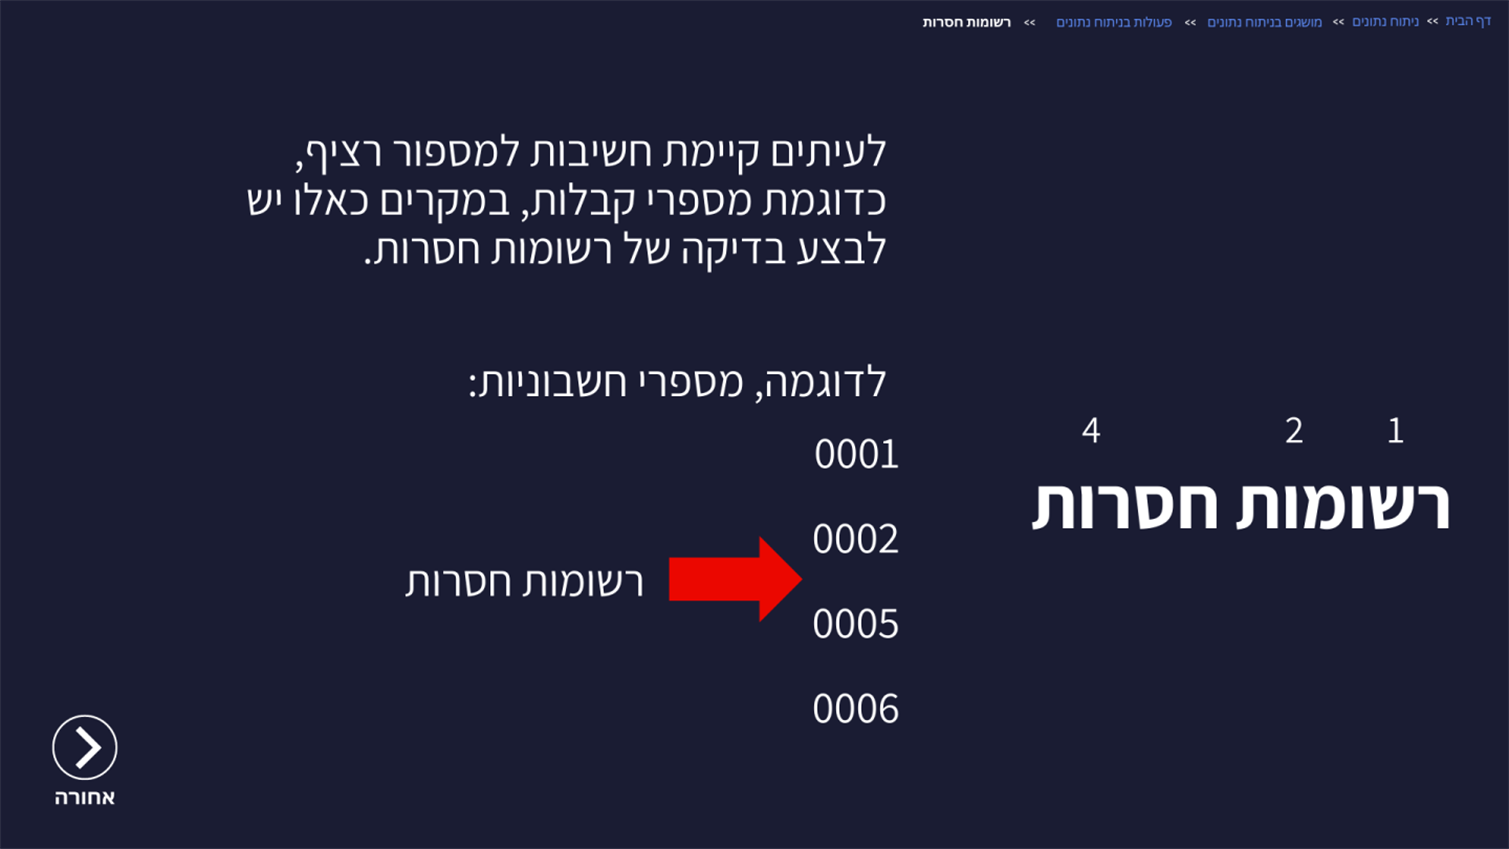 דף הבית >> ניתוח נתונים >> מושגים בניתוח נתונים >> פעולות בניתוח נתונים >> רשומות חסרות
1 2 4
רשומות חסרות
לעיתים קיימת חשיבות למספור רציף,
כדוגמת מספרי קבלות, במקרים כאלו יש
לבצע בדיקה של רשומות חסרות.
לדוגמה, מספרי חשבוניות:
0001
0002
רשומות חסרות
0005
0006
אחורה